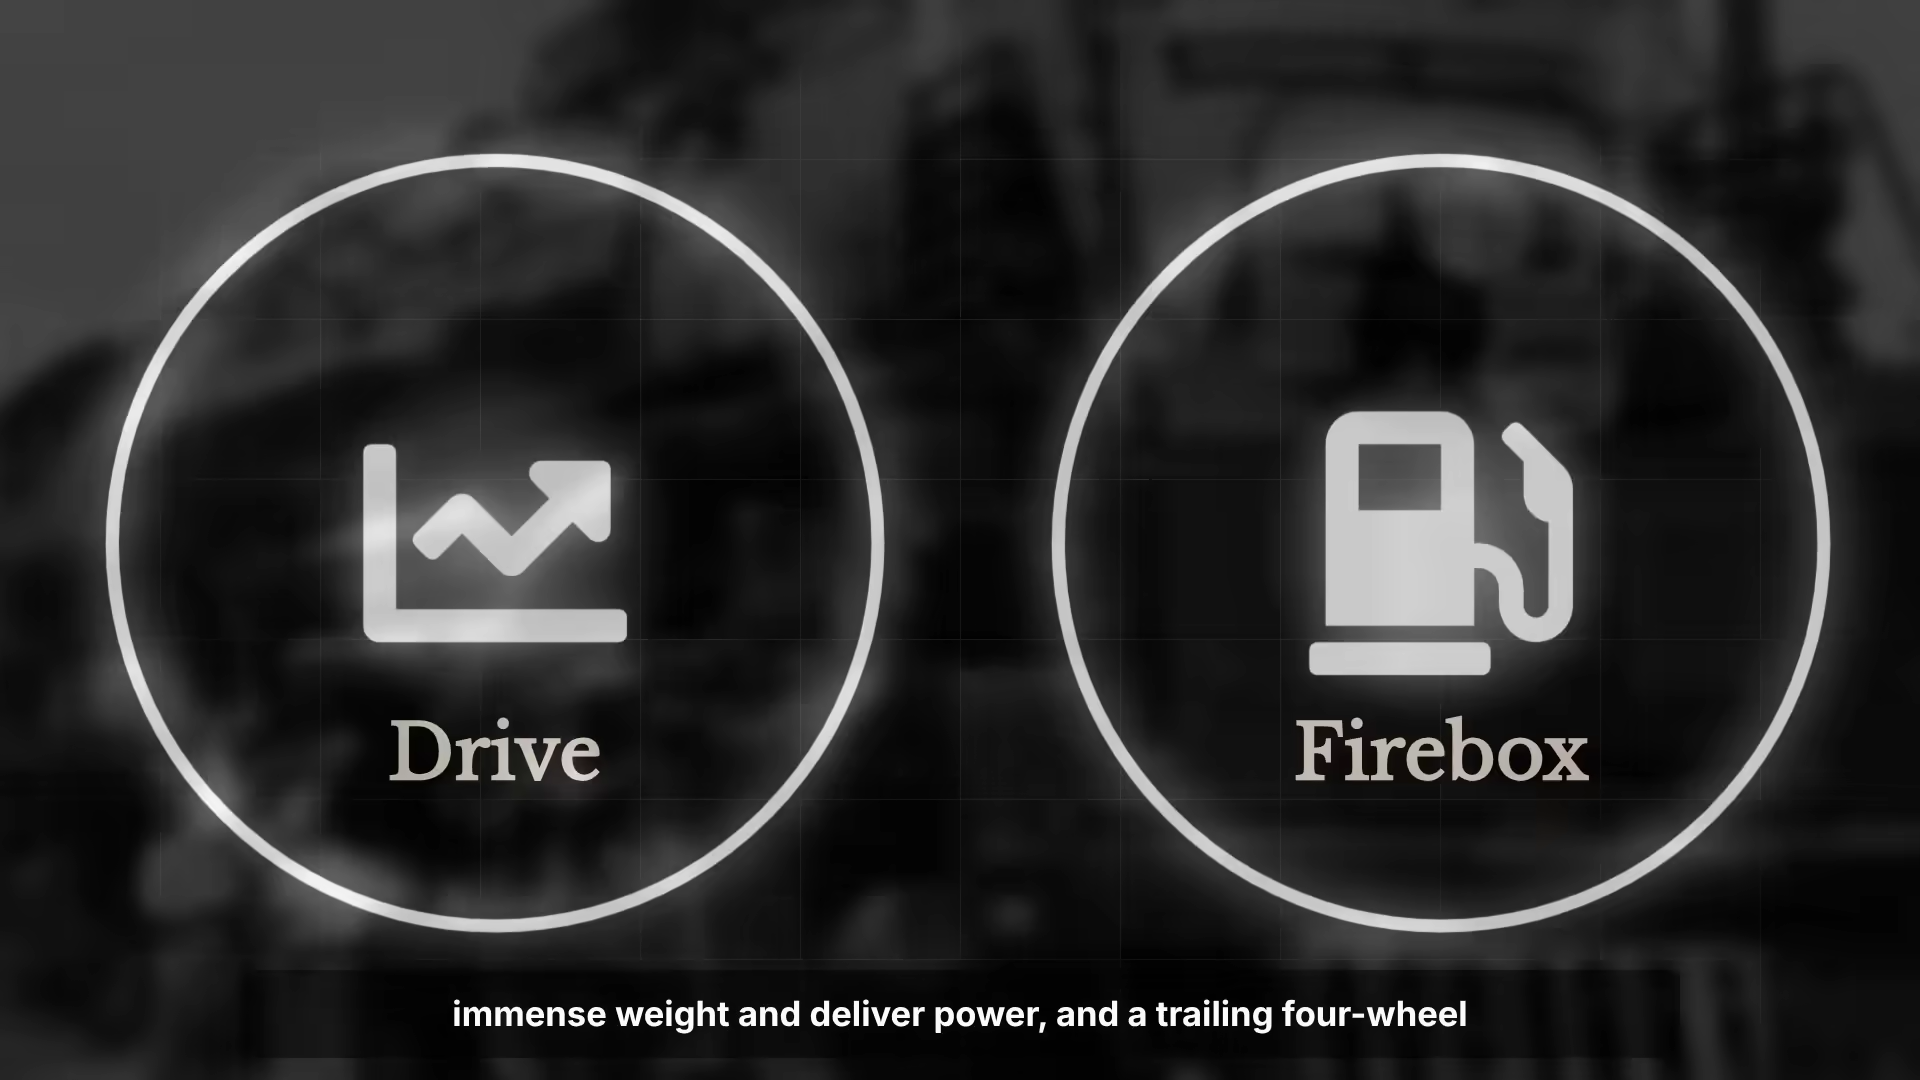 Drive
Firebox
immense weight and deliver power, and a trailing four-wheel